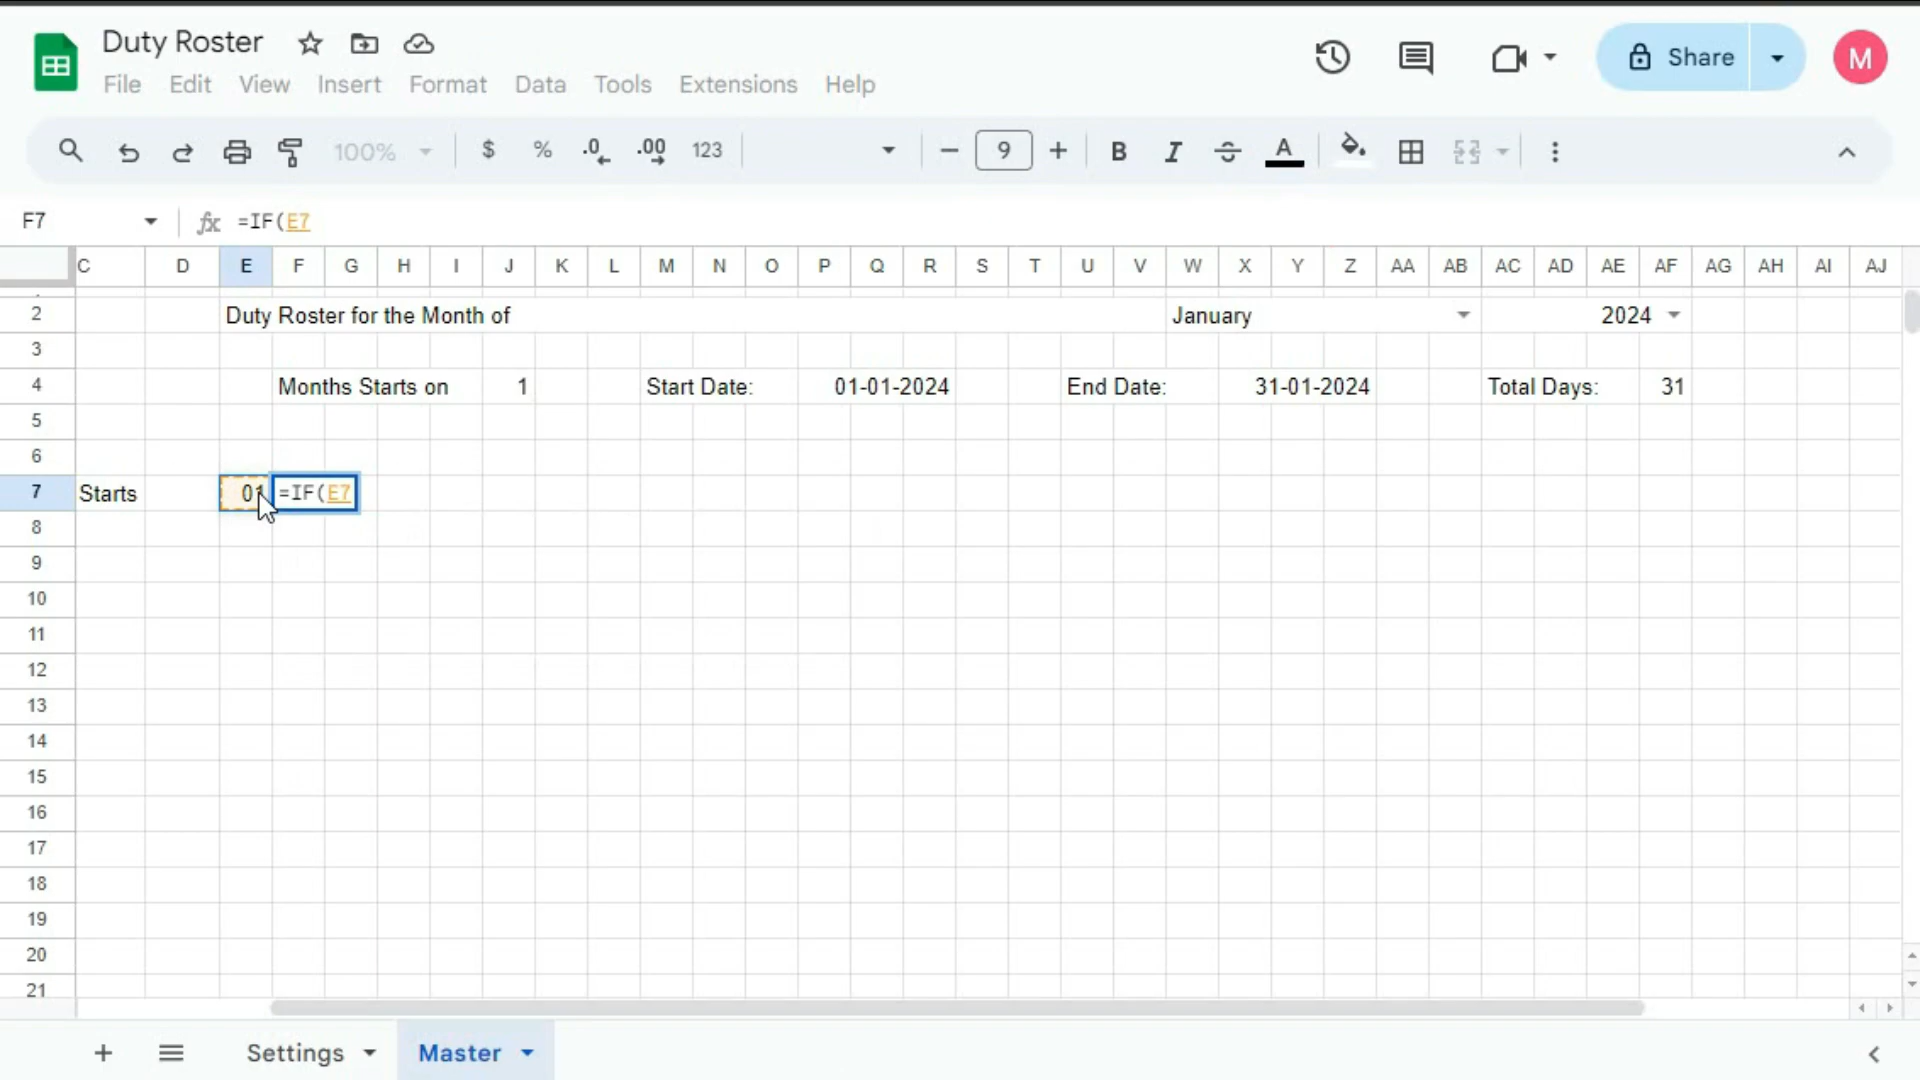 Duty Roster
File Edit View Insert Format Data Tools Extensions Help
Share
M
100% $ % .0 .00 123 9 B I A
F7 fx =IF(E7
C D E F G H I J K L M N O P Q R S T U V W X Y Z AA AB AC AD AE AF AG AH AI AJ
2 Duty Roster for the Month of January 2024
3
4 Months Starts on 1 Start Date: 01-01-2024 End Date: 31-01-2024 Total Days: 31
5
6
7 Starts 01 =IF(E7
8
9
10
11
12
13
14
15
16
17
18
19
20
21
Settings Master